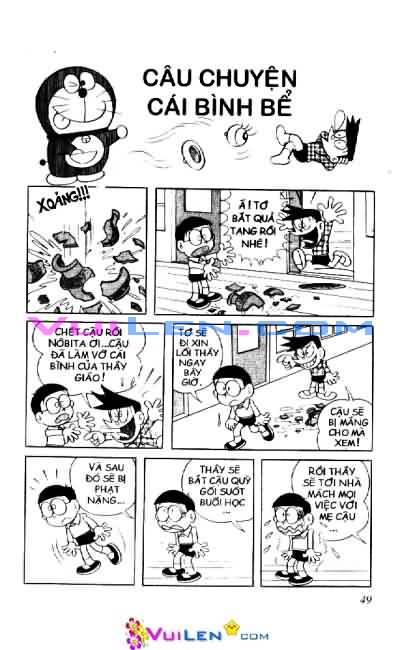 CÂU CHUYỆN
CÁI BÌNH BỂ
XOẢNG!!!
Ã! TỚ
BẮT QUẢ
TANG RỒI
NHÉ!
VUILEN.COM
CHẾT CẬU RỒI
NÔBITA ƠI...CẬU
ĐÃ LÀM VỠ CÁI
BÌNH CỦA THẦY
GIÁO!
TỚ SẼ
ĐI XIN
LỖI THẦY
NGAY
BÂY
GIỜ.
CẬU SẼ
BỊ MẮNG
CHO MÀ
XEM!
VÀ SAU
ĐÓ SẼ BỊ
PHẠT
NẶNG...
THẦY SẼ
BẮT CẬU QUỲ
GỐI SUỐT
BUỔI HỌC
...
RỒI THẦY
SẼ TỚI NHÀ
MÁCH MỌI
VIỆC VỚI
MẸ CẬU
49
VUILEN.COM